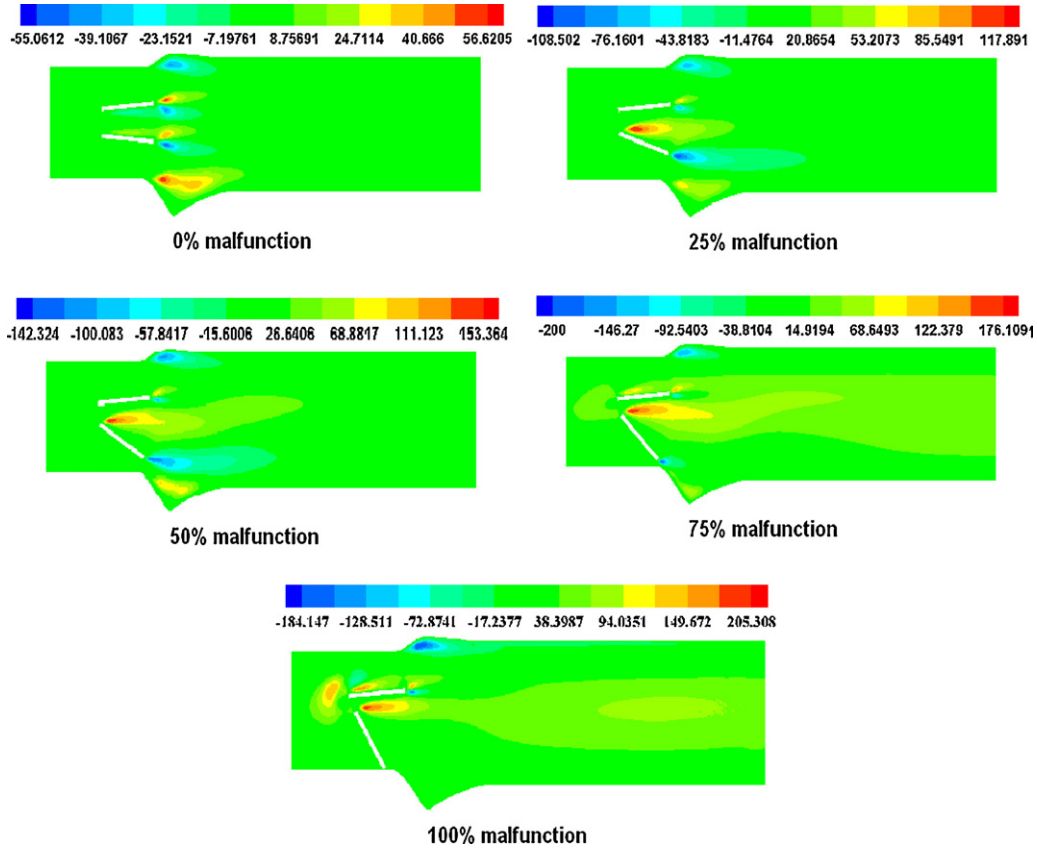 -55.0612 -39.1067 -23.1521 -7.19761 8.75691 24.7114 40.666 56.6205
0% malfunction
-108.502 -76.1601 -43.8183 -11.4764 20.8654 53.2073 85.5491 117.891
25% malfunction
-142.324 -100.083 -57.8417 -15.6006 26.6406 68.8817 111.123 153.364
50% malfunction
-200 -146.27 -92.5403 -38.8104 14.9194 68.6493 122.379 176.1091
75% malfunction
-184.147 -128.511 -72.8741 -17.2377 38.3987 94.0351 149.672 205.308
100% malfunction